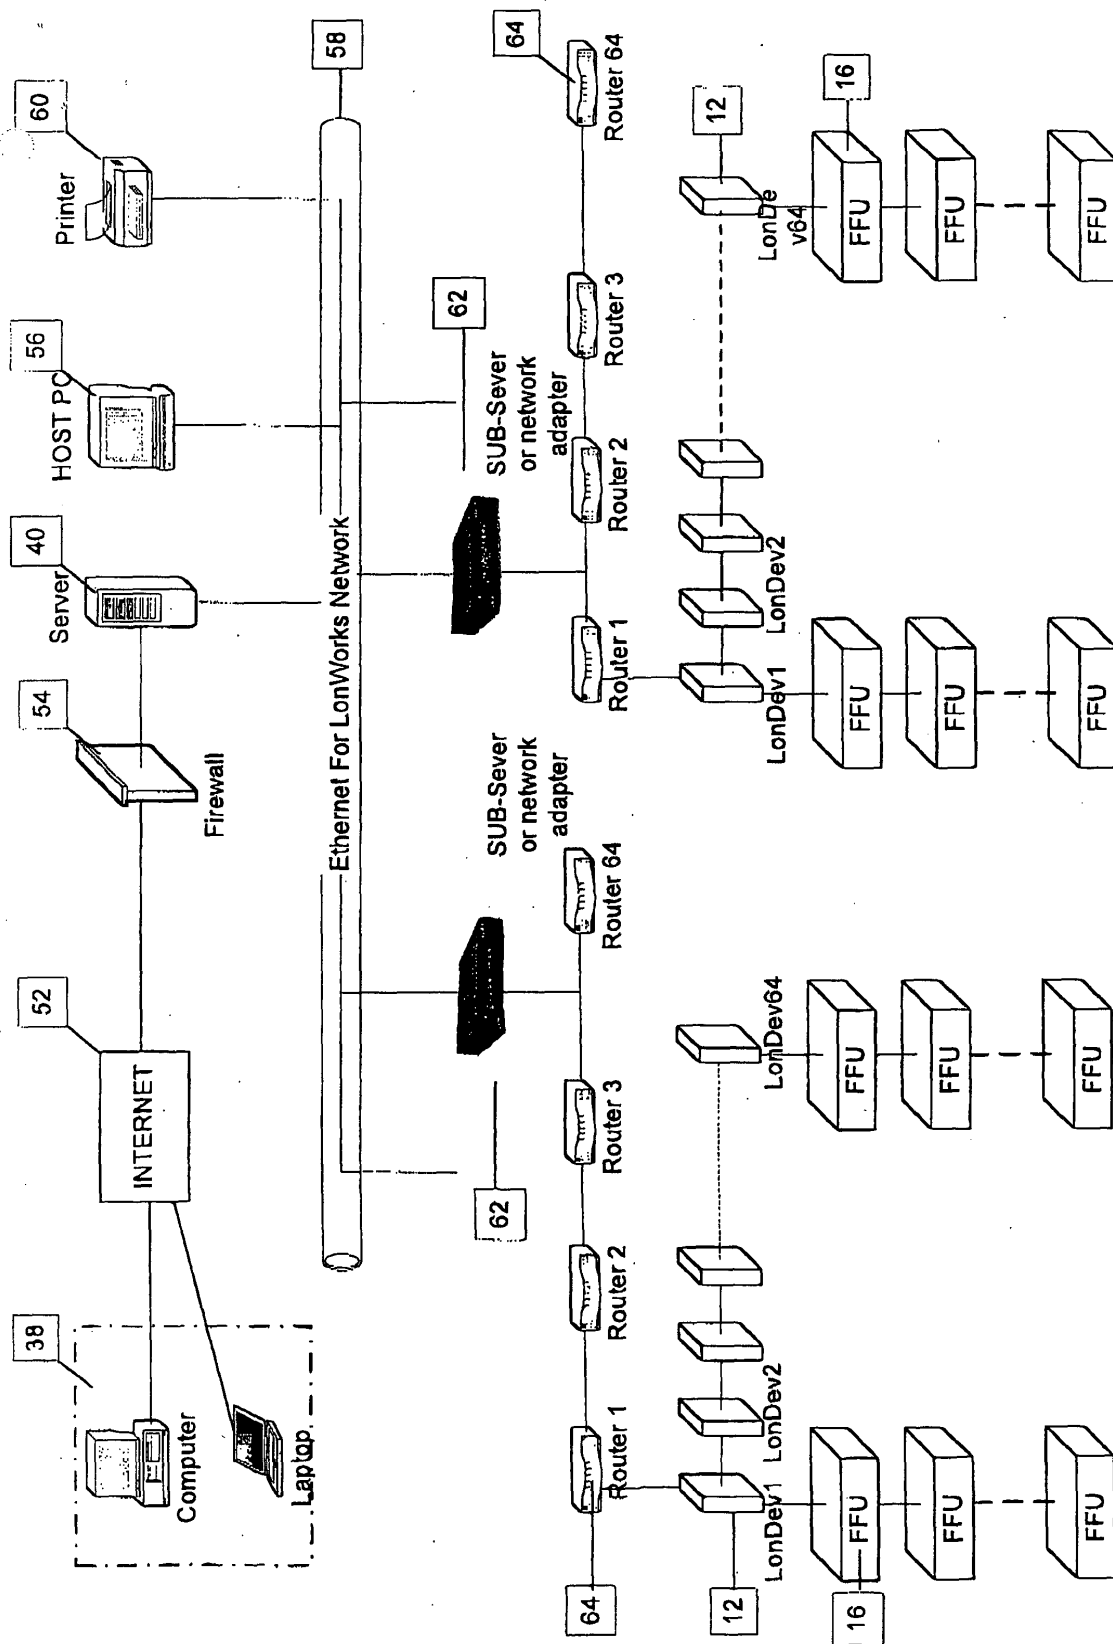 38
52
54
40
56
60
58
Computer
Laptop
INTERNET
Firewall
Server
HOST PC
Printer
Ethernet For LonWorks Network
62
SUB-Sever
or network
adapter
62
SUB-Sever
or network
adapter
64
64
Router 1
Router 2
Router 3
Router 64
Router 1
Router 2
Router 3
Router 64
12
12
LonDev1
LonDev2
LonDev64
LonDev1
LonDev2
LonDe
v64
16
16
FFU
FFU
FFU
FFU
FFU
FFU
FFU
FFU
FFU
FFU
FFU
FFU